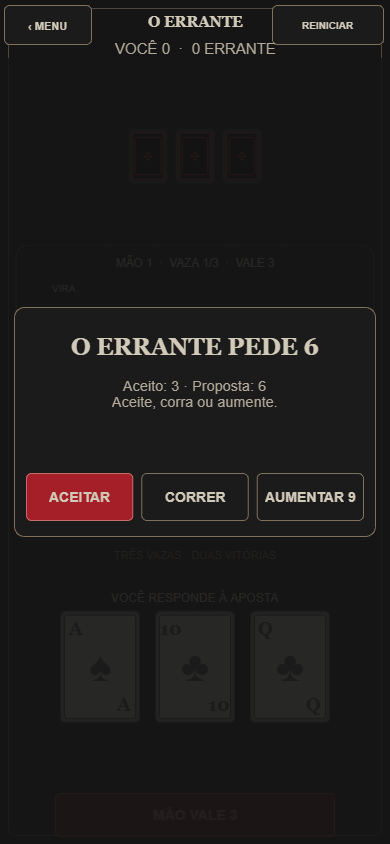 ‹ MENU
O ERRANTE
REINICIAR
VOCÊ 0 · 0 ERRANTE
MÃO 1 · VAZA 1/3 · VALE 3
VIRA
O ERRANTE PEDE 6
Aceito: 3 · Proposta: 6
Aceite, corra ou aumente.
ACEITAR
CORRER
AUMENTAR 9
TRÊS VAZAS · DUAS VITÓRIAS
VOCÊ RESPONDE À APOSTA
A
10
Q
A
10
Q
MÃO VALE 3